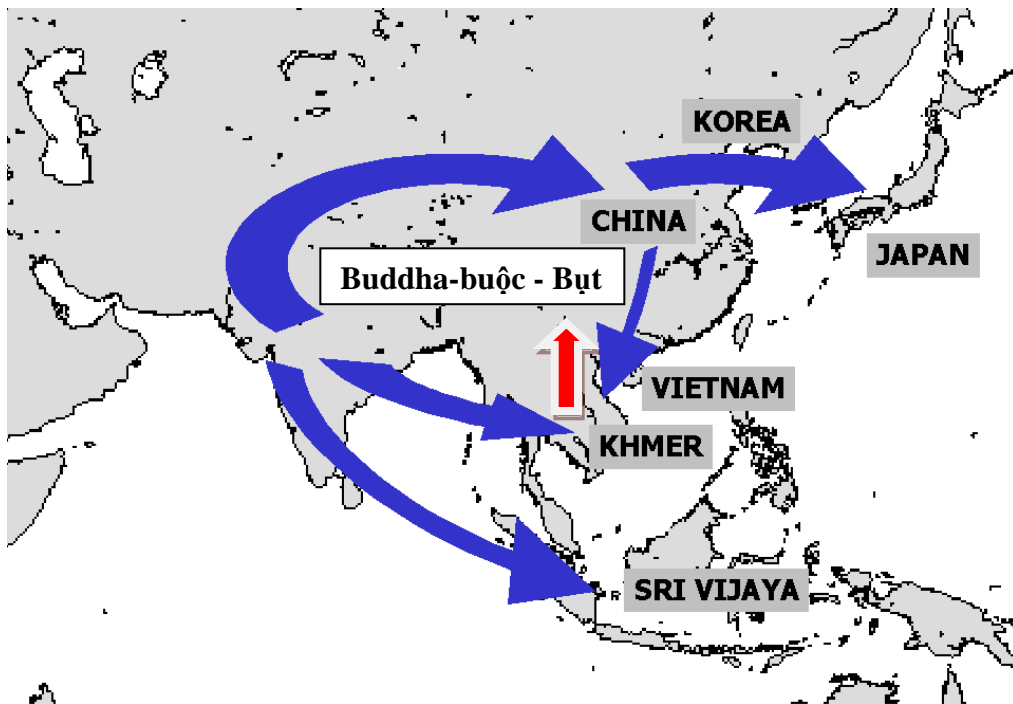 KOREA
CHINA
JAPAN
Buddha-buộc - Bụt
VIETNAM
KHMER
SRI VIJAYA